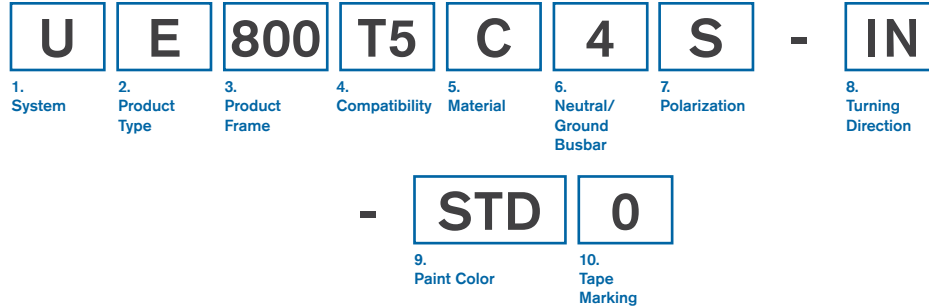 U E 800 T5 C 4 S - IN
1. 2. 3. 4. 5. 6. 7. 8.
System Product Product Compatibility Material Neutral/ Polarization Turning
Type Frame Ground Direction
Busbar
- STD 0
9. 10.
Paint Color Tape
Marking